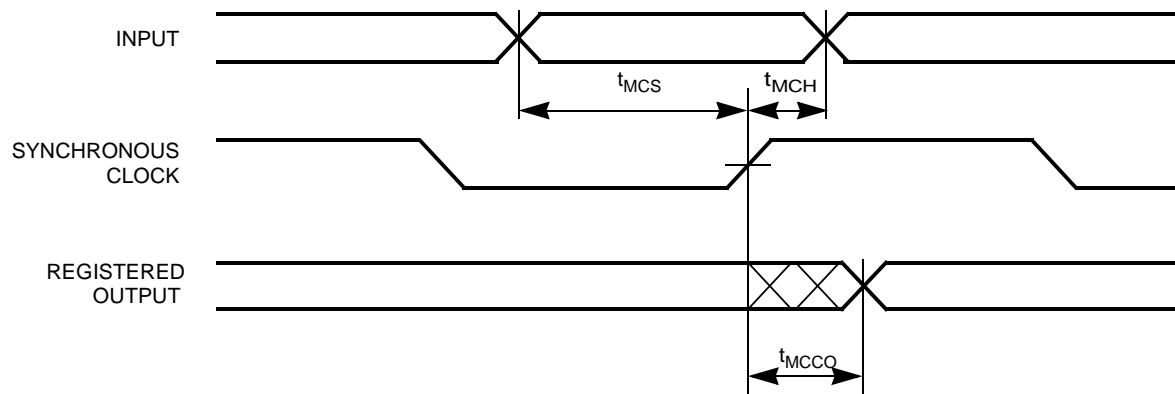 INPUT
tMCS
tMCH
SYNCHRONOUS
CLOCK
REGISTERED
OUTPUT
tMCCO